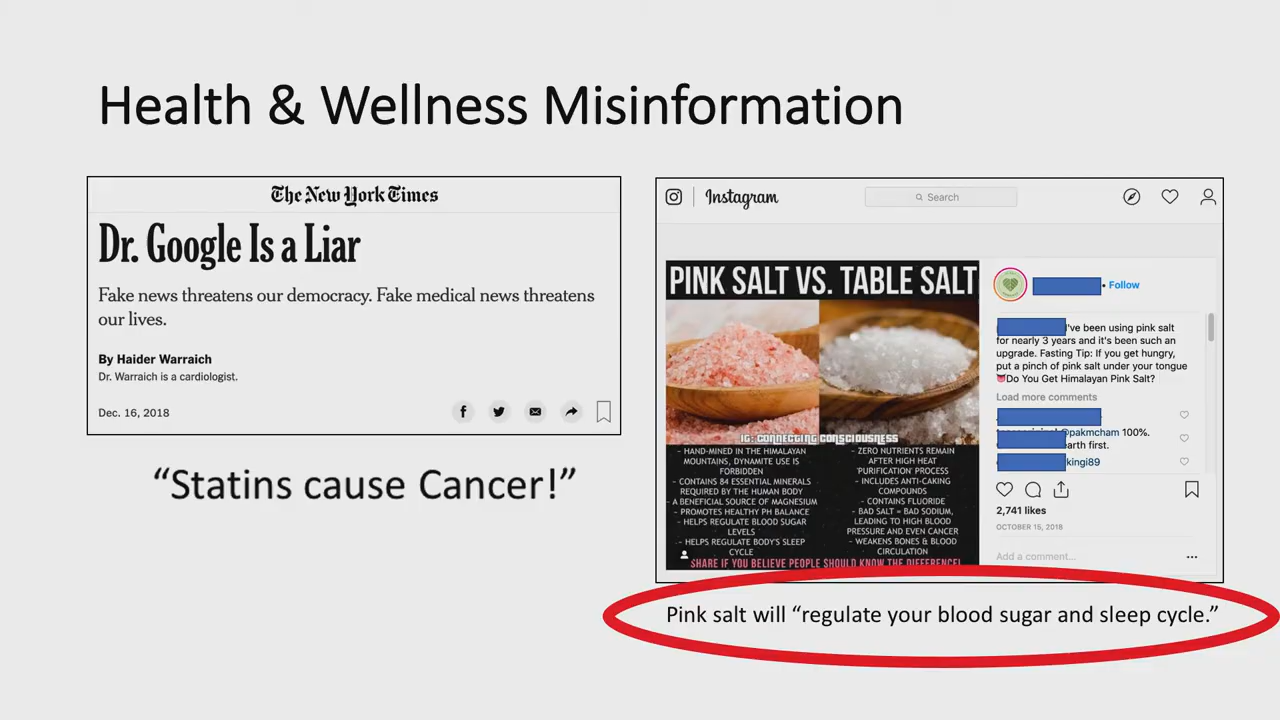 Health & Wellness Misinformation
The New York Times
Dr. Google Is a Liar
Fake news threatens our democracy. Fake medical news threatens
our lives.
By Haider Warraich
Dr. Warraich is a cardiologist.
Dec. 16, 2018
“Statins cause Cancer!”
Instagram
Search
PINK SALT VS. TABLE SALT
IG: CONNECTING CONSCIOUSNESS
- HAND-MINED IN THE HIMALAYAN
MOUNTAINS, DYNAMITE USE IS
FORBIDDEN
- CONTAINS 84 ESSENTIAL MINERALS
REQUIRED BY THE HUMAN BODY
- A BENEFICIAL SOURCE OF MAGNESIUM
- PROMOTES HEALTHY PH BALANCE
- HELPS REGULATE BLOOD SUGAR
LEVELS
- HELPS REGULATE BODY'S SLEEP
CYCLE
- ZERO NUTRIENTS REMAIN
AFTER HIGH HEAT
'PURIFICATION' PROCESS
- INCLUDES ANTI-CAKING
COMPOUNDS
- CONTAINS FLUORIDE
- BAD SALT = BAD SODIUM,
LEADING TO HIGH BLOOD
PRESSURE AND EVEN CANCER
- WEAKENS BONES & BLOOD
CIRCULATION
SHARE IF YOU BELIEVE PEOPLE SHOULD KNOW THE DIFFERENCE!
• Follow
I've been using pink salt
for nearly 3 years and it's been such an
upgrade. Fasting Tip: If you get hungry,
put a pinch of pink salt under your tongue
👅Do You Get Himalayan Pink Salt?
Load more comments
@pakmcham 100%.
earth first.
kingi89
2,741 likes
OCTOBER 15, 2018
Add a comment...
Pink salt will “regulate your blood sugar and sleep cycle.”